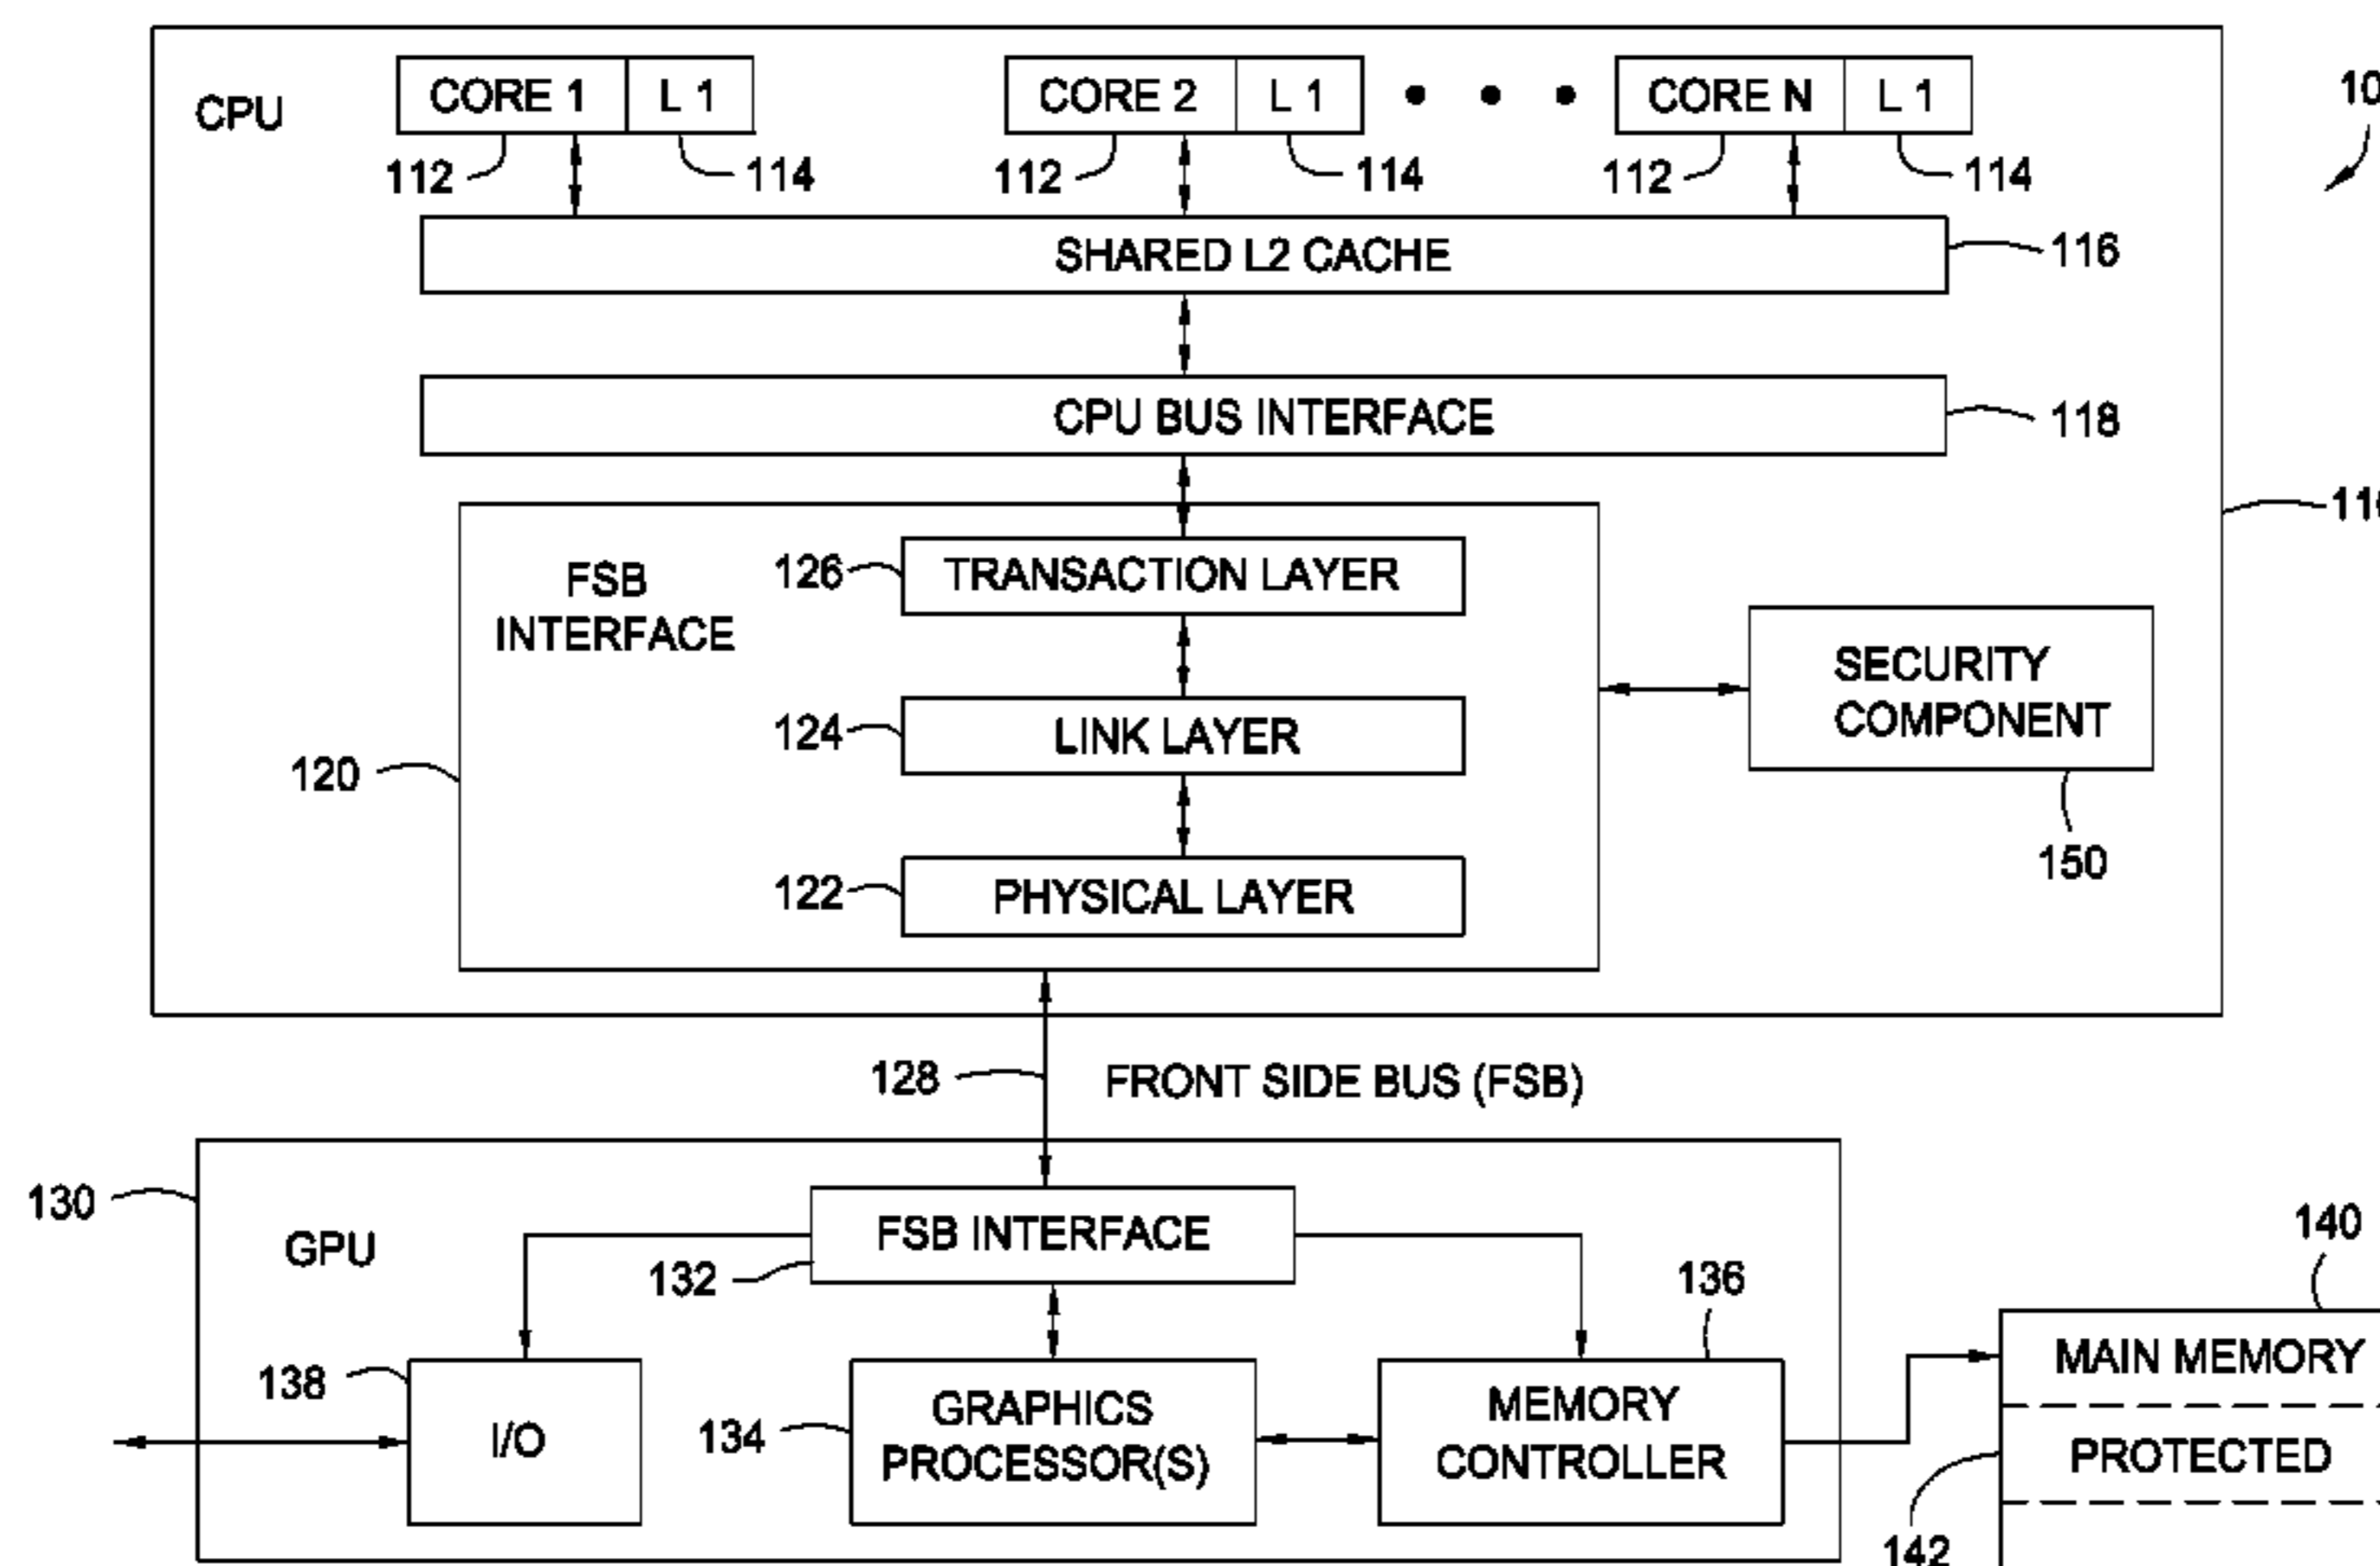 CPU
CORE 1
L 1
CORE 2
L 1
CORE N
L 1
10
112
114
112
114
112
114
SHARED L2 CACHE
116
CPU BUS INTERFACE
118
FSB
INTERFACE
126
TRANSACTION LAYER
124
LINK LAYER
122
PHYSICAL LAYER
120
SECURITY
COMPONENT
150
128
FRONT SIDE BUS (FSB)
130
GPU
FSB INTERFACE
132
136
140
138
I/O
134
GRAPHICS
PROCESSOR(S)
MEMORY
CONTROLLER
MAIN MEMORY
PROTECTED
142